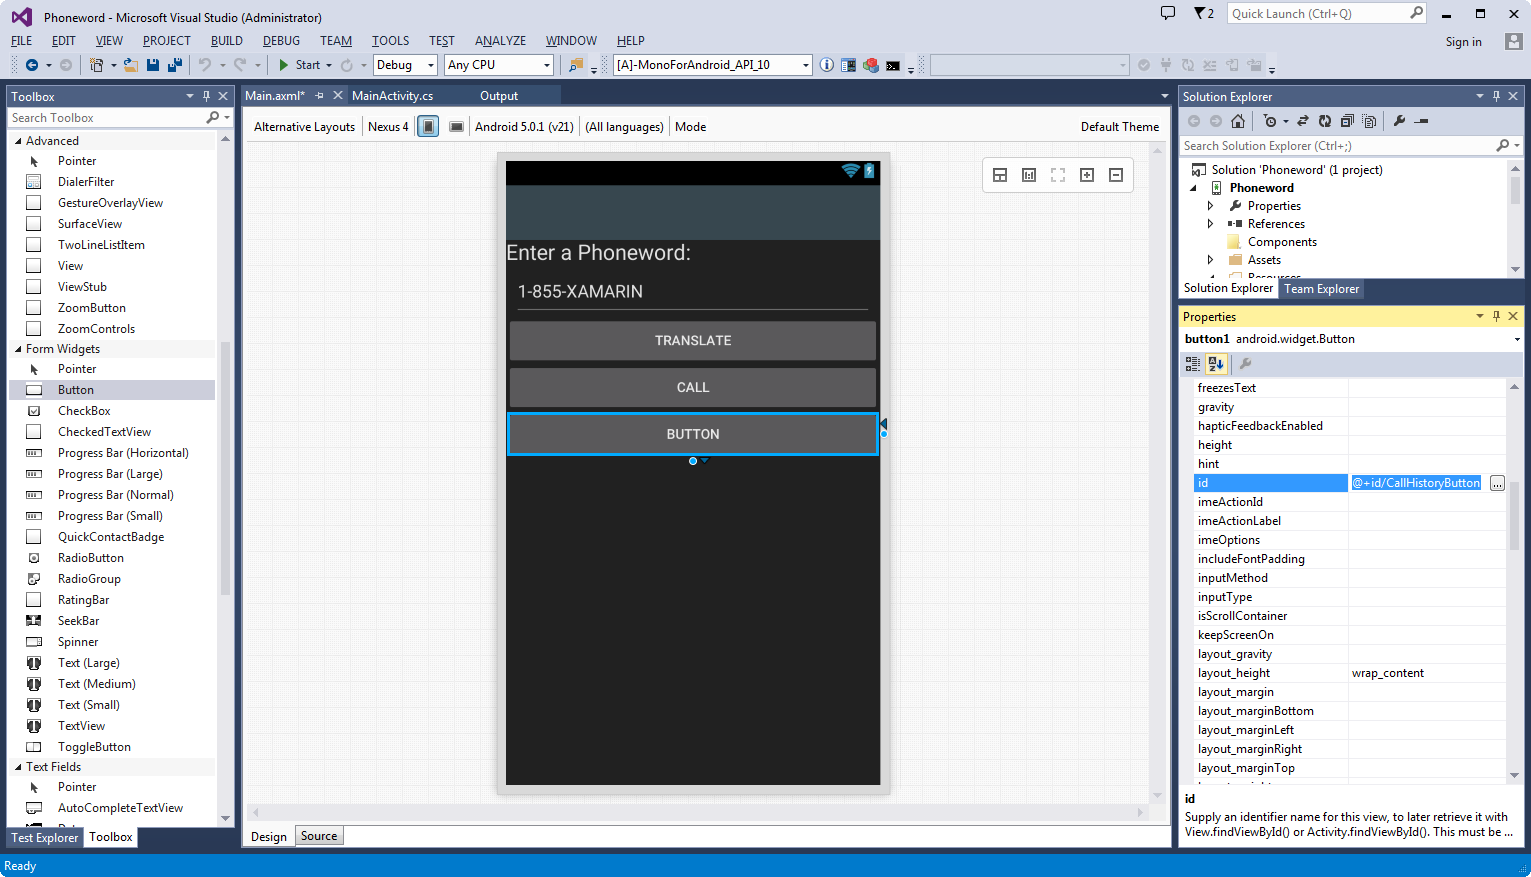 Phoneword - Microsoft Visual Studio (Administrator)
2
Quick Launch (Ctrl+Q)
FILE EDIT VIEW PROJECT BUILD DEBUG TEAM TOOLS TEST ANALYZE WINDOW HELP
Sign in
Start Debug Any CPU [A]-MonoForAndroid_API_10
Toolbox
Search Toolbox
Advanced
Pointer
DialerFilter
GestureOverlayView
SurfaceView
TwoLineListItem
View
ViewStub
ZoomButton
ZoomControls
Form Widgets
Pointer
Button
CheckBox
CheckedTextView
Progress Bar (Horizontal)
Progress Bar (Large)
Progress Bar (Normal)
Progress Bar (Small)
QuickContactBadge
RadioButton
RadioGroup
RatingBar
SeekBar
Spinner
Text (Large)
Text (Medium)
Text (Small)
TextView
ToggleButton
Text Fields
Pointer
AutoCompleteTextView
Test Explorer Toolbox
Main.axml* MainActivity.cs Output
Alternative Layouts Nexus 4 Android 5.0.1 (v21) (All languages) Mode Default Theme
Enter a Phoneword:
1-855-XAMARIN
TRANSLATE
CALL
BUTTON
Design Source
Solution Explorer
Search Solution Explorer (Ctrl+;)
Solution 'Phoneword' (1 project)
Phoneword
Properties
References
Components
Assets
Resources
Solution Explorer Team Explorer
Properties
button1 android.widget.Button
freezesText
gravity
hapticFeedbackEnabled
height
hint
id @+id/CallHistoryButton ...
imeActionId
imeActionLabel
imeOptions
includeFontPadding
inputMethod
inputType
isScrollContainer
keepScreenOn
layout_gravity
layout_height wrap_content
layout_margin
layout_marginBottom
layout_marginLeft
layout_marginRight
layout_marginTop
id
Supply an identifier name for this view, to later retrieve it with
View.findViewById() or Activity.findViewById(). This must be ...
Ready